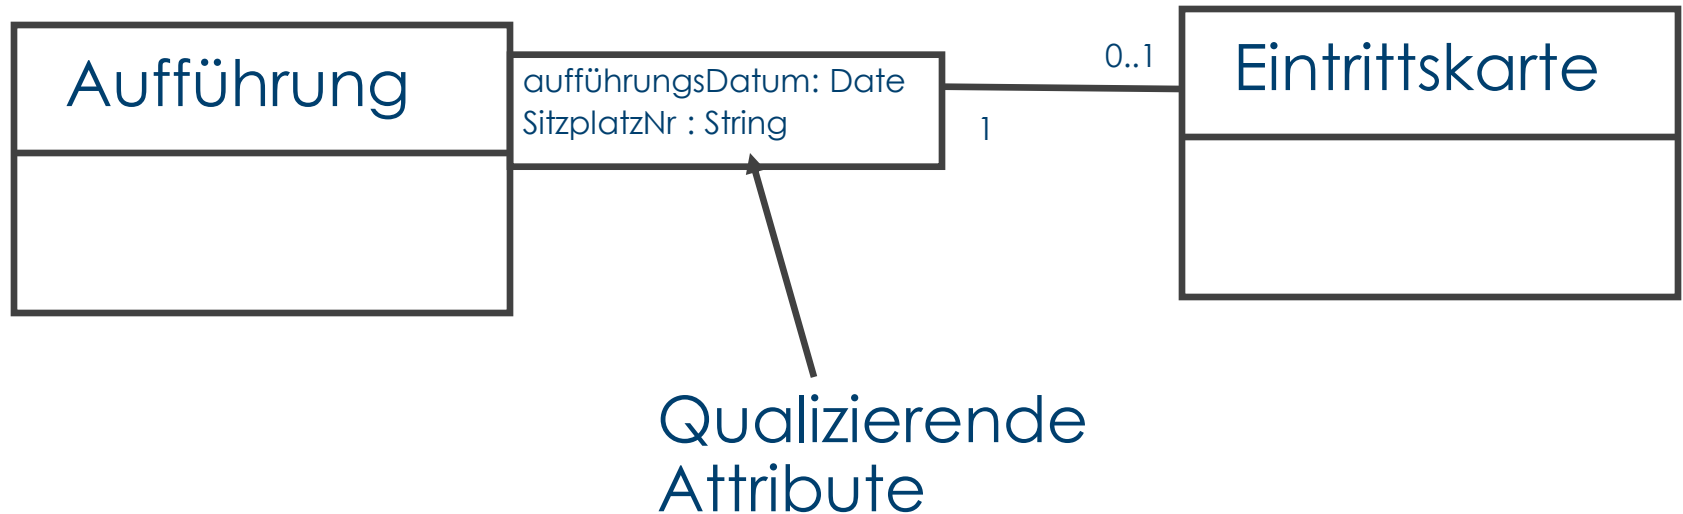 Aufführung
aufführungsDatum: Date
SitzplatzNr : String
0..1
1
Eintrittskarte
Qualizierende
Attribute